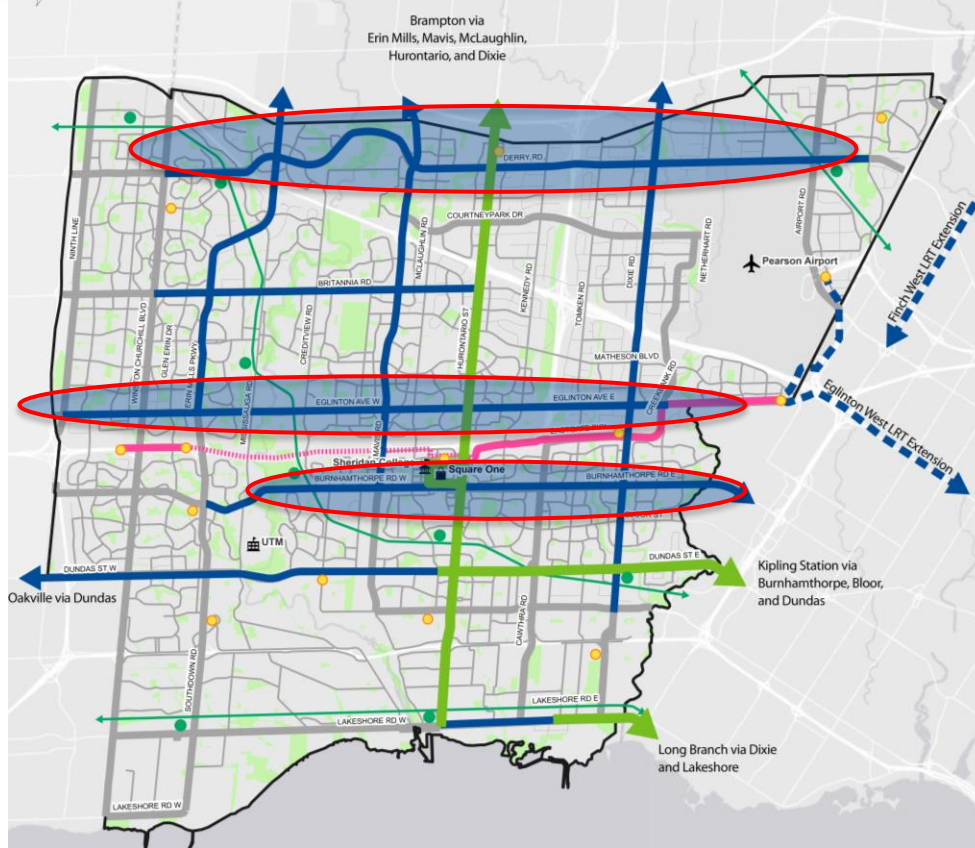 Brampton via
Erin Mills, Mavis, McLaughlin,
Hurontario, and Dixie
DERRY RD
COURTNEYPARK DR
NINTH LINE
MCLAUGHLIN RD
AIRPORT RD
NETHERHART RD
Pearson Airport
Finch West LRT Extension
BRITANNIA RD
HURONTARIO ST
KENNEDY RD
TOMKEN RD
DIXIE RD
WINSTON CHURCHILL BLVD
GLEN ERIN DR
ERIN MILLS PKWY
CREDITVIEW RD
MATHESON BLVD
MISSISSAUGA RD
EGLINTON AVE W
EGLINTON AVE E
CREEKBANK RD
Eglinton West LRT Extension
MAVIS RD
Sheridan College
Square One
BURNHAMTHORPE RD W
BURNHAMTHORPE RD E
UTM
DUNDAS ST W
DUNDAS ST E
Oakville via Dundas
Kipling Station via
Burnhamthorpe, Bloor,
and Dundas
CAWTHRA RD
SOUTHDOWN RD
LAKESHORE RD E
LAKESHORE RD W
Long Branch via Dixie
and Lakeshore
LAKESHORE RD W